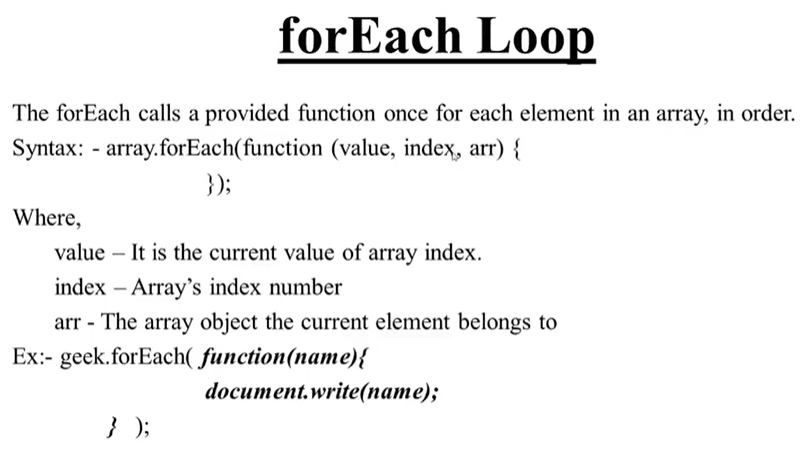 forEach Loop
The forEach calls a provided function once for each element in an array, in order.
Syntax: - array.forEach(function (value, index, arr) {
});
Where,
value – It is the current value of array index.
index – Array’s index number
arr - The array object the current element belongs to
Ex:- geek.forEach( function(name){
document.write(name);
} );